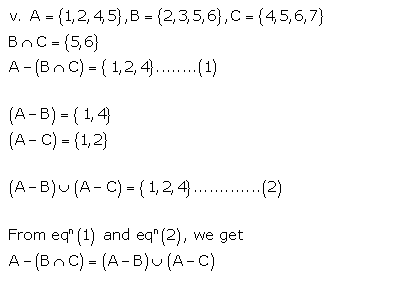 v. A = {1,2,4,5},B = {2,3,5,6},C = {4,5,6,7}
B ∩ C = {5,6}
A – (B ∩ C) = { 1,2,4}........(1)
(A – B) = { 1,4}
(A – C) = {1,2}
(A – B) ∪ (A – C) = { 1,2,4}.............(2)
From eqⁿ(1) and eqⁿ(2), we get
A – (B ∩ C) = (A – B) ∪ (A – C)